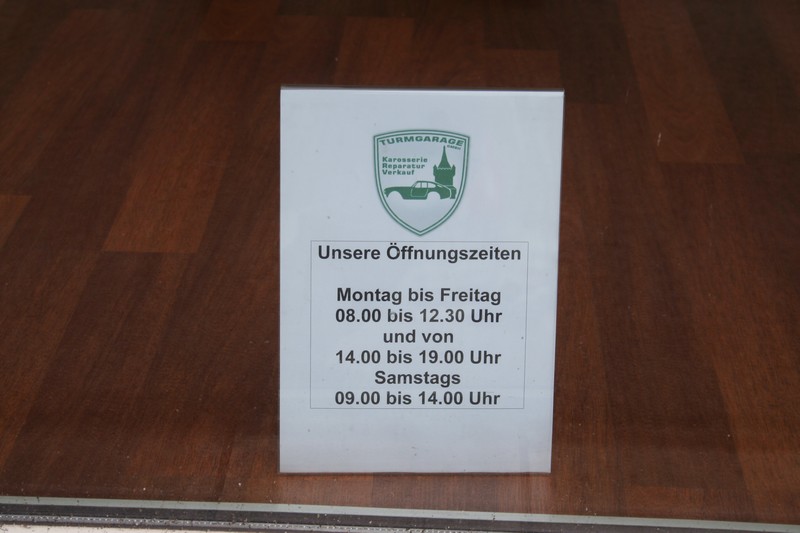 TURMGARAGE
GMBH
Karosserie
Reparatur
Verkauf
Unsere Öffnungszeiten
Montag bis Freitag
08.00 bis 12.30 Uhr
und von
14.00 bis 19.00 Uhr
Samstags
09.00 bis 14.00 Uhr